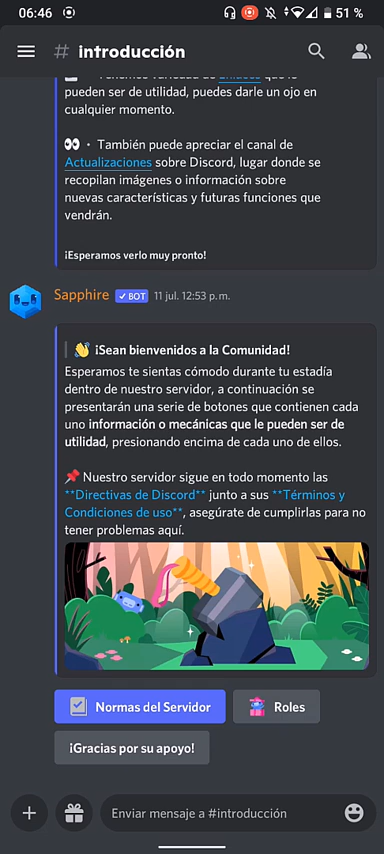 06:46
51 %
# introducción
pueden ser de utilidad, puedes darle un ojo en
cualquier momento.
👀 • También puede apreciar el canal de
Actualizaciones sobre Discord, lugar donde se
recopilan imágenes o información sobre
nuevas características y futuras funciones que
vendrán.
¡Esperamos verlo muy pronto!
Sapphire ✓ BOT 11 jul. 12:53 p. m.
👋 ¡Sean bienvenidos a la Comunidad!
Esperamos te sientas cómodo durante tu estadía
dentro de nuestro servidor, a continuación se
presentarán una serie de botones que contienen cada
uno información o mecánicas que le pueden ser de
utilidad, presionando encima de cada uno de ellos.
📌 Nuestro servidor sigue en todo momento las
**Directivas de Discord** junto a sus **Términos y
Condiciones de uso**, asegúrate de cumplirlas para no
tener problemas aquí.
Normas del Servidor
Roles
¡Gracias por su apoyo!
Enviar mensaje a #introducción